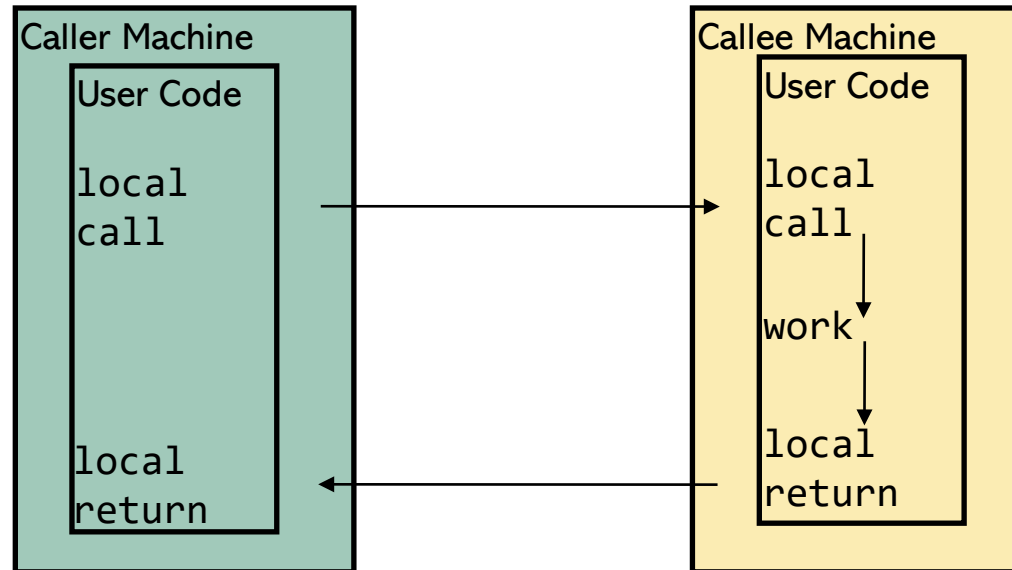 Caller Machine
User Code
local
call
local
return
Callee Machine
User Code
local
call
work
local
return